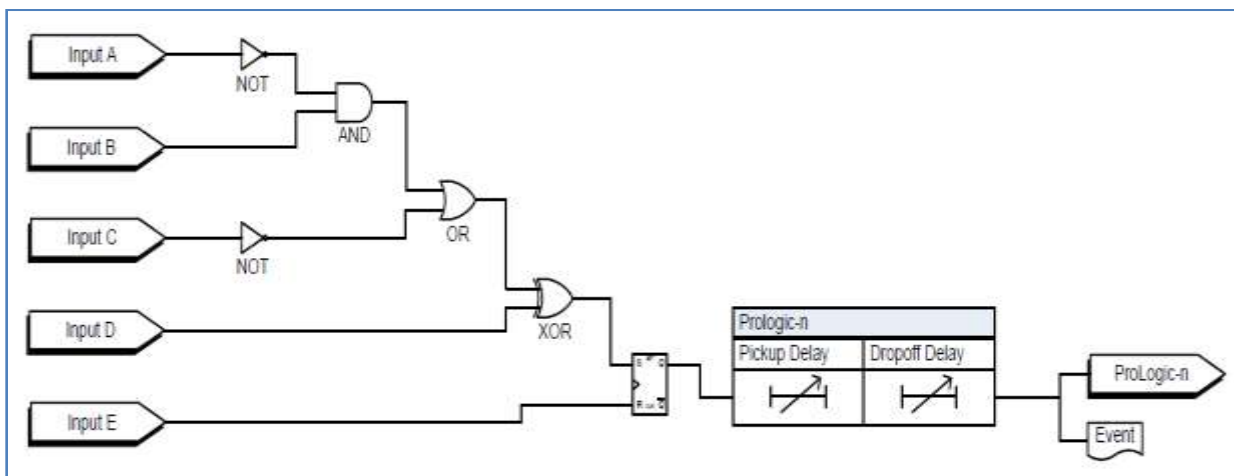 Input A
NOT
Input B
AND
Input C
NOT
OR
Input D
XOR
Input E
S
Q
R
Q
Prologic-n
Pickup Delay
Dropoff Delay
ProLogic-n
Event